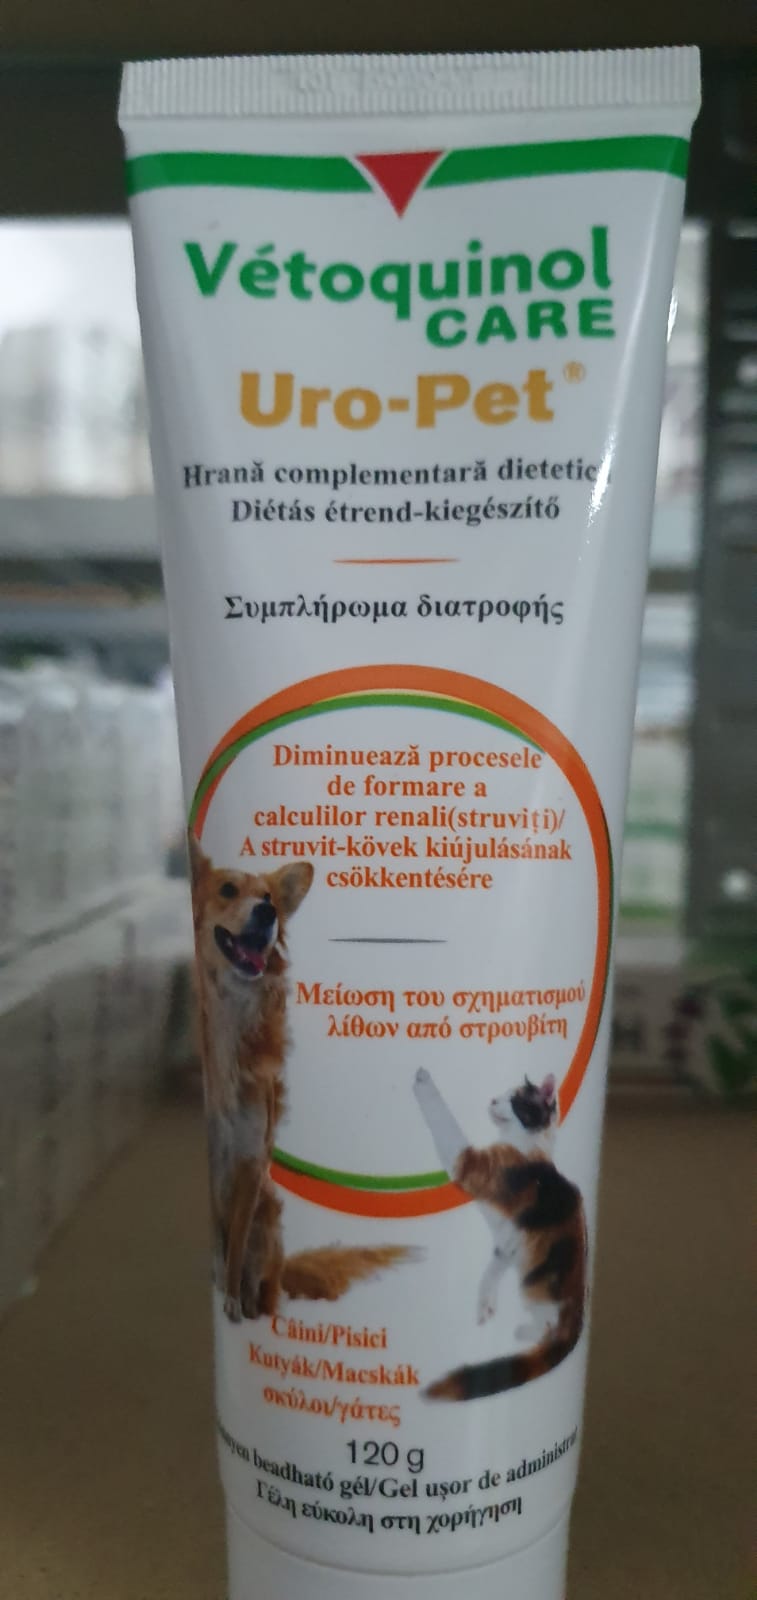 Vétoquinol
CARE
Uro-Pet®
Hrană complementară dietetic
Diétás étrend-kiegészítő
Συμπλήρωμα διατροφής
Diminuează procesele
de formare a
calculilor renali(struviți)/
A struvit-kövek kiújulásának
csökkentésére
Μείωση του σχηματισμού
λίθων από στρουβίτη
Câini/Pisici
Kutyák/Macskák
σκύλοι/γάτες
120 g
beadható gél/Gel ușor de administrat
Γέλη εύκολη στη χορήγηση